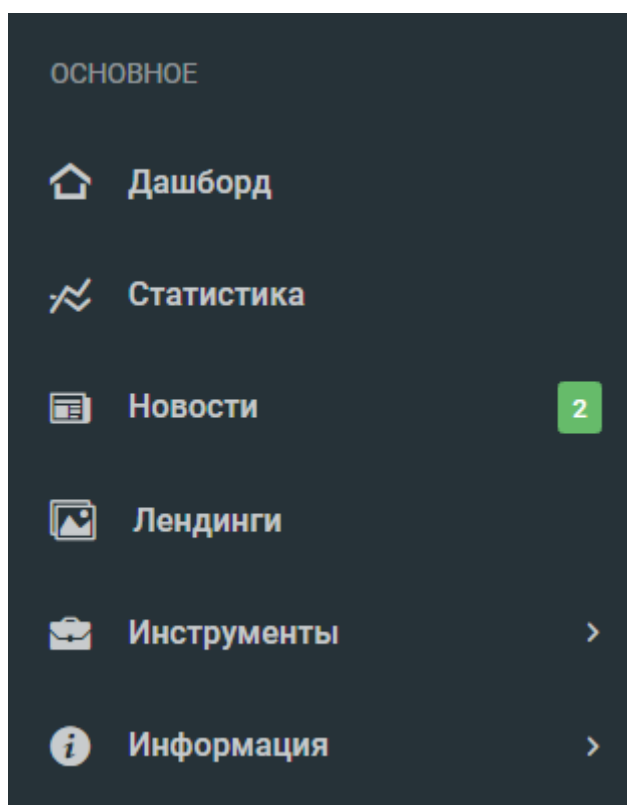 ОСНОВНОЕ
Дашборд
Статистика
Новости 2
Лендинги
Инструменты
Информация